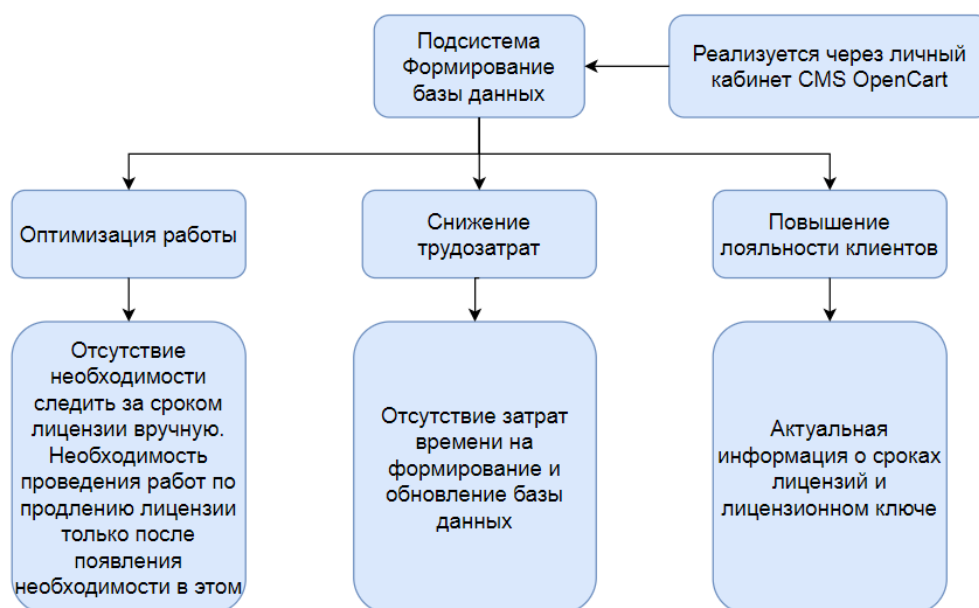 Подсистема
Формирование
базы данных
Реализуется через личный
кабинет CMS OpenCart
Оптимизация работы
Снижение
трудозатрат
Повышение
лояльности клиентов
Отсутствие
необходимости
следить за сроком
лицензии вручную.
Необходимость
проведения работ по
продлению лицензии
только после
появления
необходимости в этом
Отсутствие затрат
времени на
формирование и
обновление базы
данных
Актуальная
информация о сроках
лицензий и
лицензионном ключе